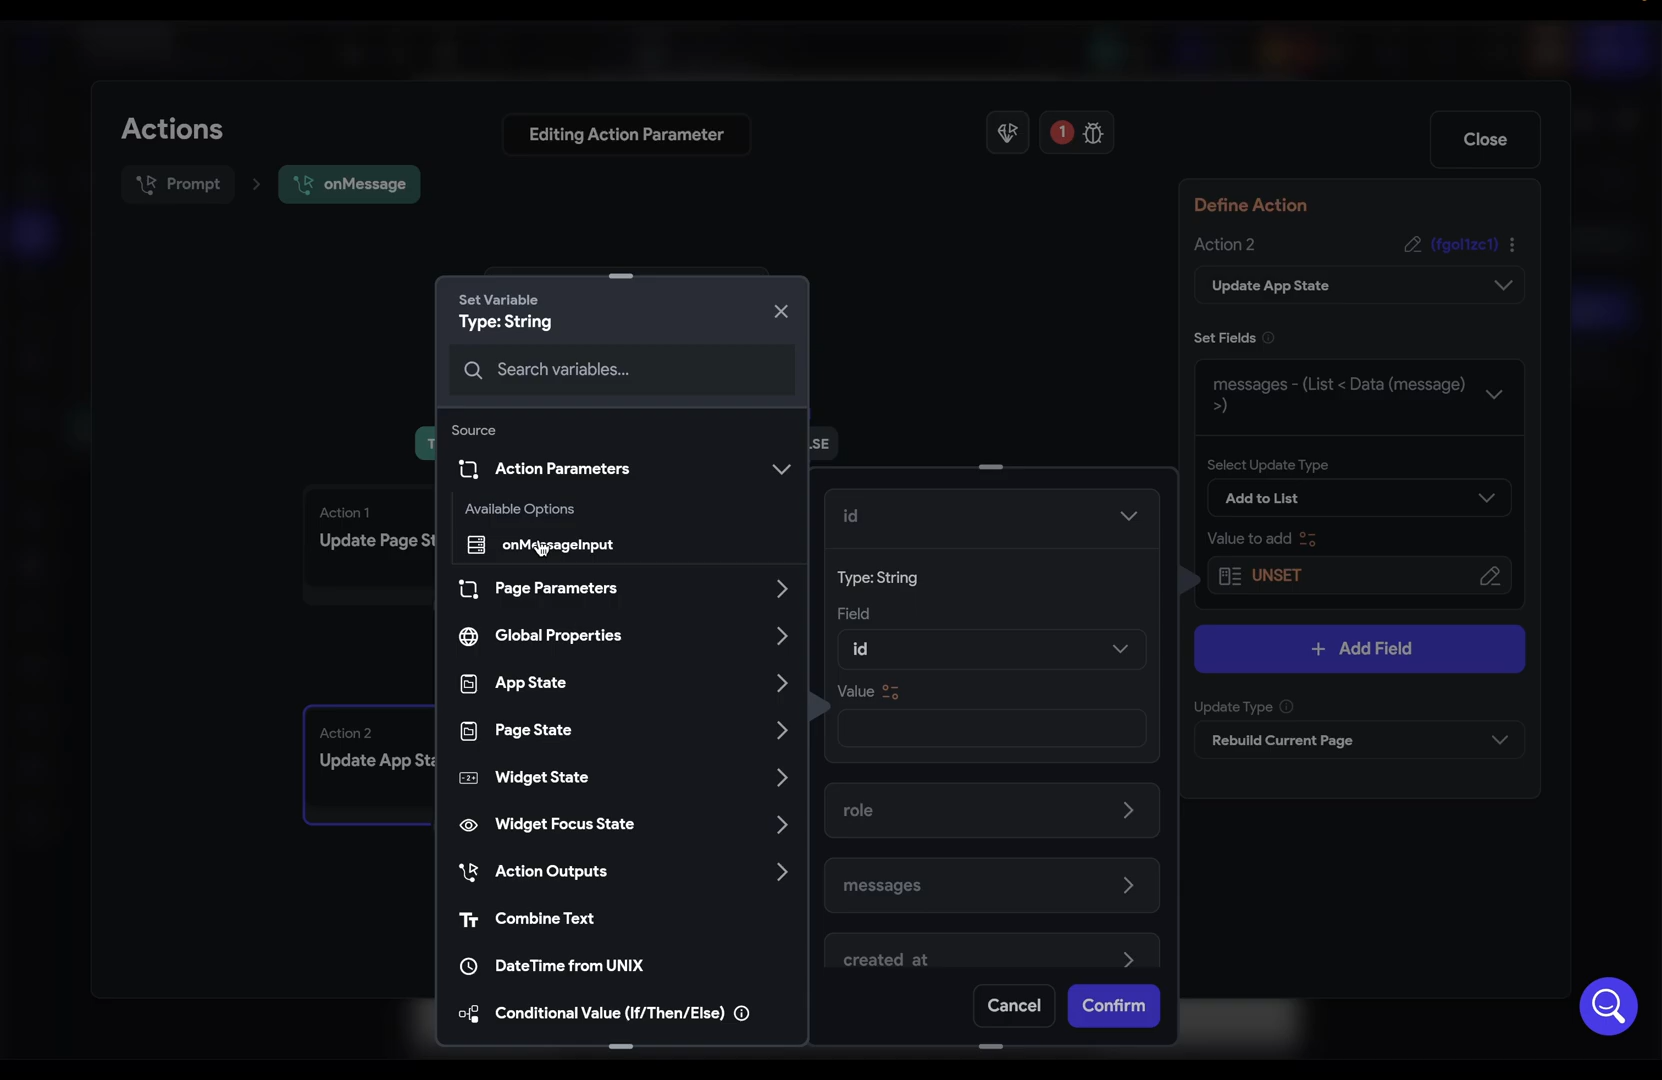 Actions
Editing Action Parameter
1
Close
Prompt
onMessage
Define Action
Action 2
(fgol1zc1)
Update App State
Set Fields
messages - (List < Data (message)
>)
Select Update Type
Add to List
Value to add
UNSET
+ Add Field
Update Type
Rebuild Current Page
Set Variable
Type: String
Search variables...
Source
Action Parameters
Available Options
onMessageInput
Page Parameters
Global Properties
App State
Page State
Widget State
Widget Focus State
Action Outputs
Combine Text
DateTime from UNIX
Conditional Value (If/Then/Else)
T
LSE
Action 1
Update Page St
Action 2
Update App Sta
id
Type: String
Field
id
Value
role
messages
created_at
Cancel
Confirm